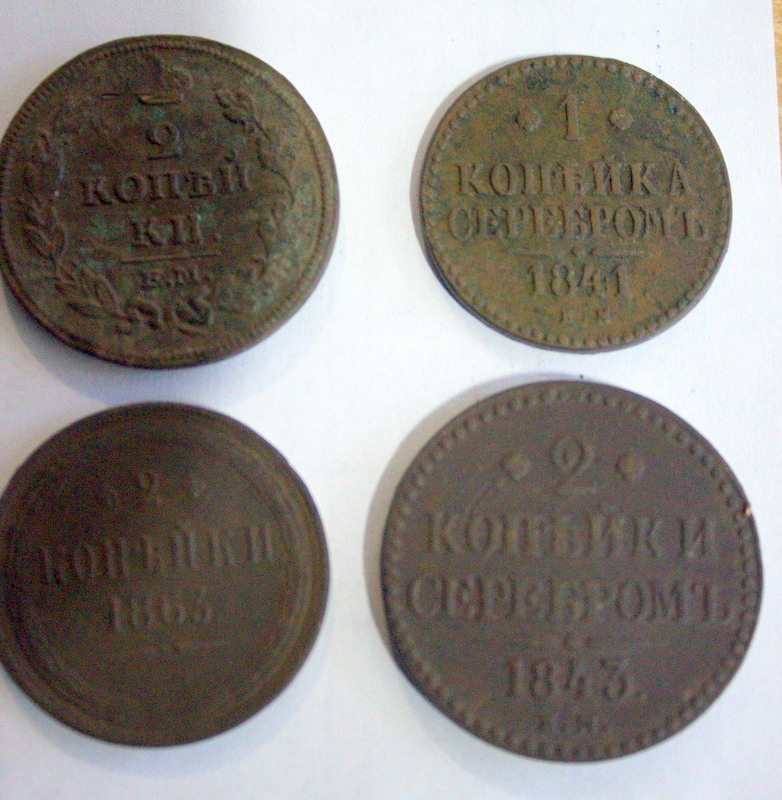 2
КОПѢЙ
КИ.
Е.М.
1
КОПѢЙКА
СЕРЕБРОМЪ
1841.
2
КОПѢЙКИ
1863
2
КОПѢЙКИ
СЕРЕБРОМЪ
1843.